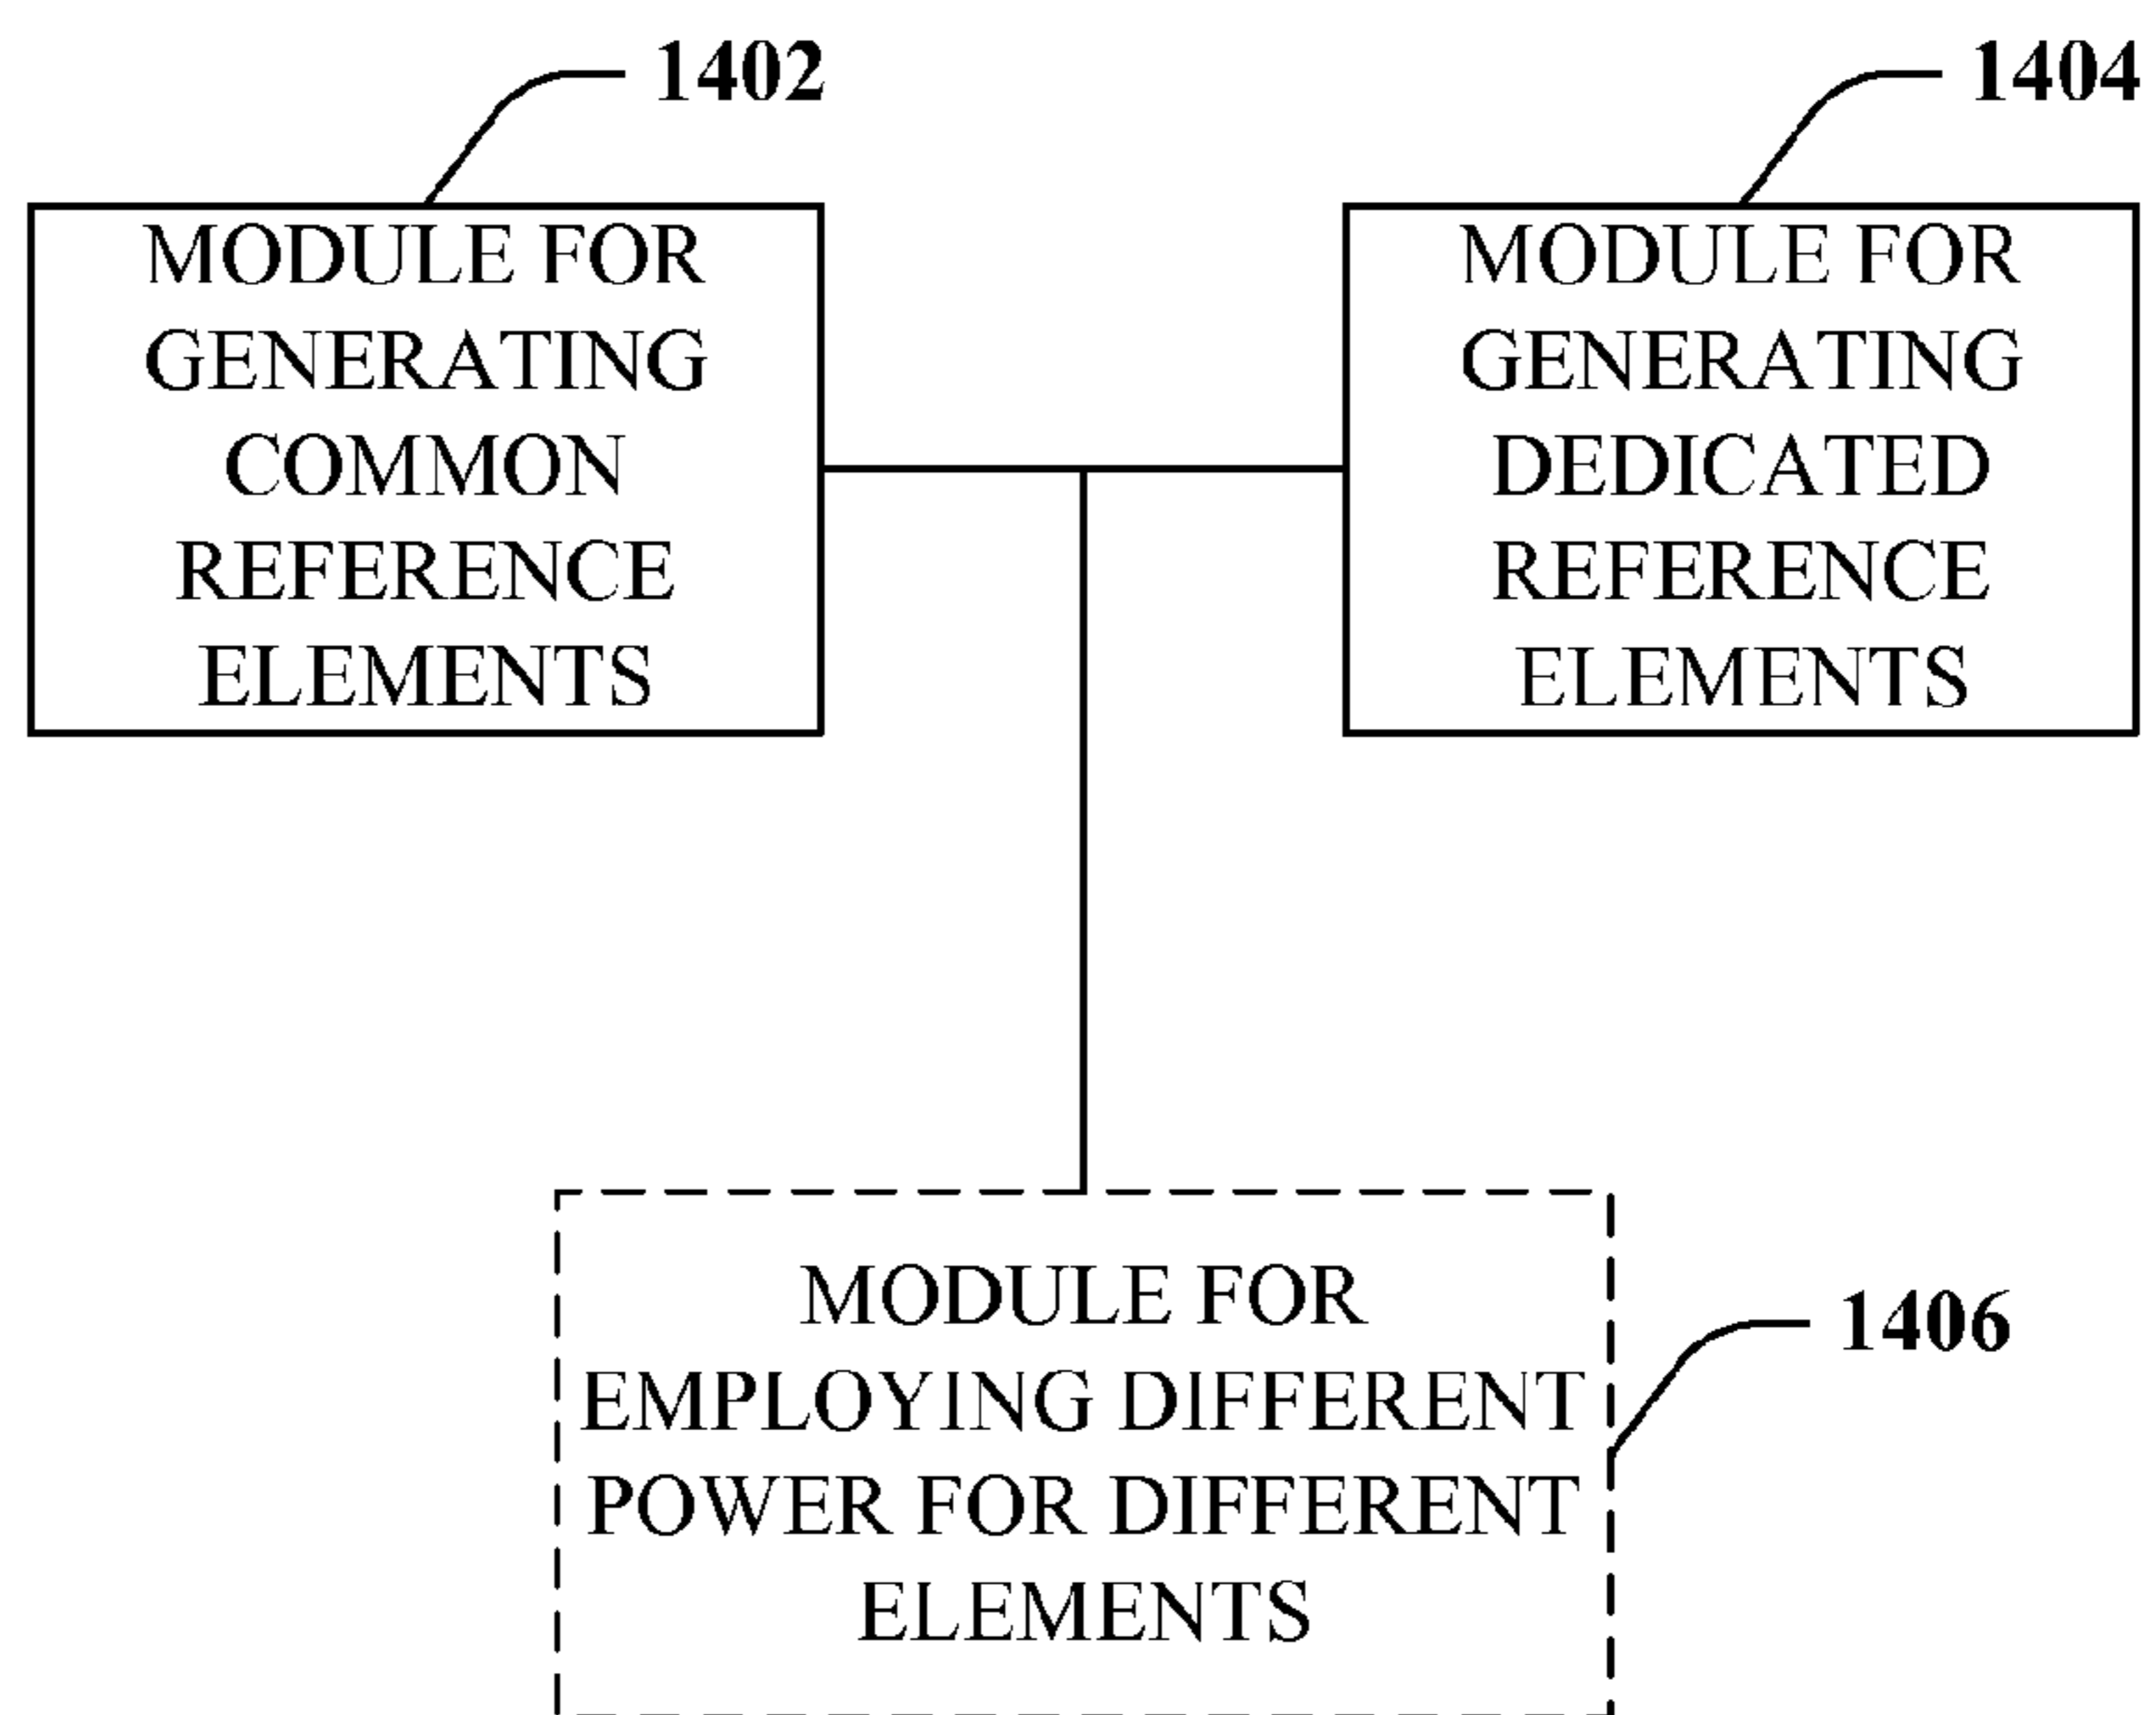 1402
1404
MODULE FOR
GENERATING
COMMON
REFERENCE
ELEMENTS
MODULE FOR
GENERATING
DEDICATED
REFERENCE
ELEMENTS
MODULE FOR
EMPLOYING DIFFERENT
POWER FOR DIFFERENT
ELEMENTS
1406